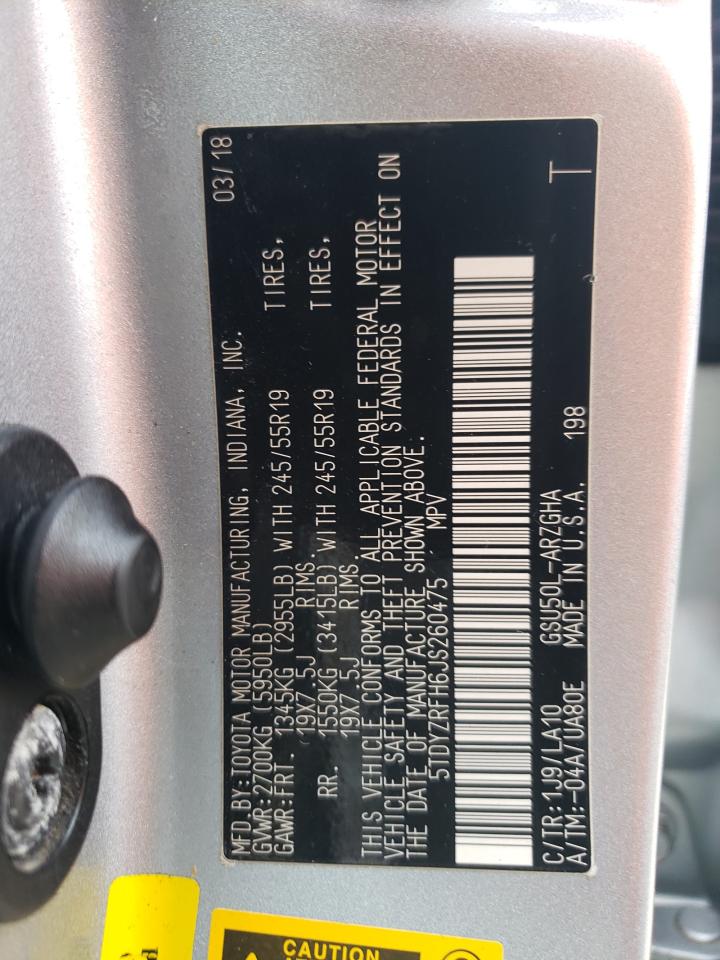 MFD.BY:TOYOTA MOTOR MANUFACTURING, INDIANA, INC. 03/18
GVWR:2700KG (5950LB)
GAWR:FRT. 1345KG (2955LB) WITH 245/55R19 TIRES,
19X7.5J RIMS.
RR. 1550KG (3415LB) WITH 245/55R19 TIRES,
19X7.5J RIMS.
THIS VEHICLE CONFORMS TO ALL APPLICABLE FEDERAL MOTOR
VEHICLE SAFETY AND THEFT PREVENTION STANDARDS IN EFFECT ON
THE DATE OF MANUFACTURE SHOWN ABOVE.
5TDYZRFH6JS260475 MPV
C/TR:1J9/LA10 GSU50L-ARZGHA
A/TM:-04A/UA80E MADE IN U.S.A. 198 T
CAUTION